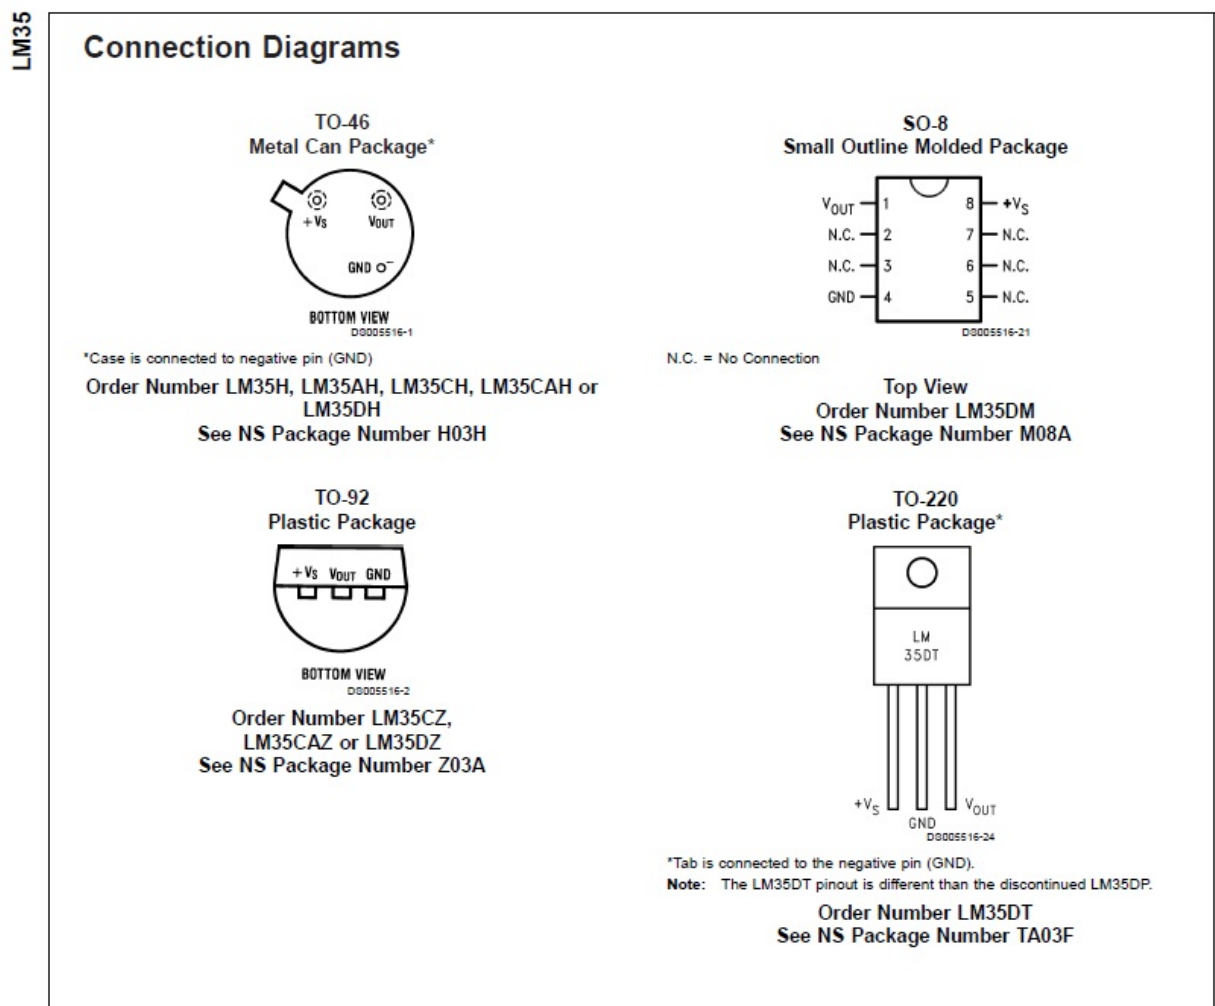 LM35
Connection Diagrams
TO-46
Metal Can Package*
+VS
VOUT
GND
–
BOTTOM VIEW
DS005516-1
*Case is connected to negative pin (GND)
Order Number LM35H, LM35AH, LM35CH, LM35CAH or
LM35DH
See NS Package Number H03H
SO-8
Small Outline Molded Package
VOUT 1 8 +VS
N.C. 2 7 N.C.
N.C. 3 6 N.C.
GND 4 5 N.C.
DS005516-21
N.C. = No Connection
Top View
Order Number LM35DM
See NS Package Number M08A
TO-92
Plastic Package
+VS VOUT GND
BOTTOM VIEW
DS005516-2
Order Number LM35CZ,
LM35CAZ or LM35DZ
See NS Package Number Z03A
TO-220
Plastic Package*
LM
35DT
+VS
GND
VOUT
DS005516-24
*Tab is connected to the negative pin (GND).
Note: The LM35DT pinout is different than the discontinued LM35DP.
Order Number LM35DT
See NS Package Number TA03F